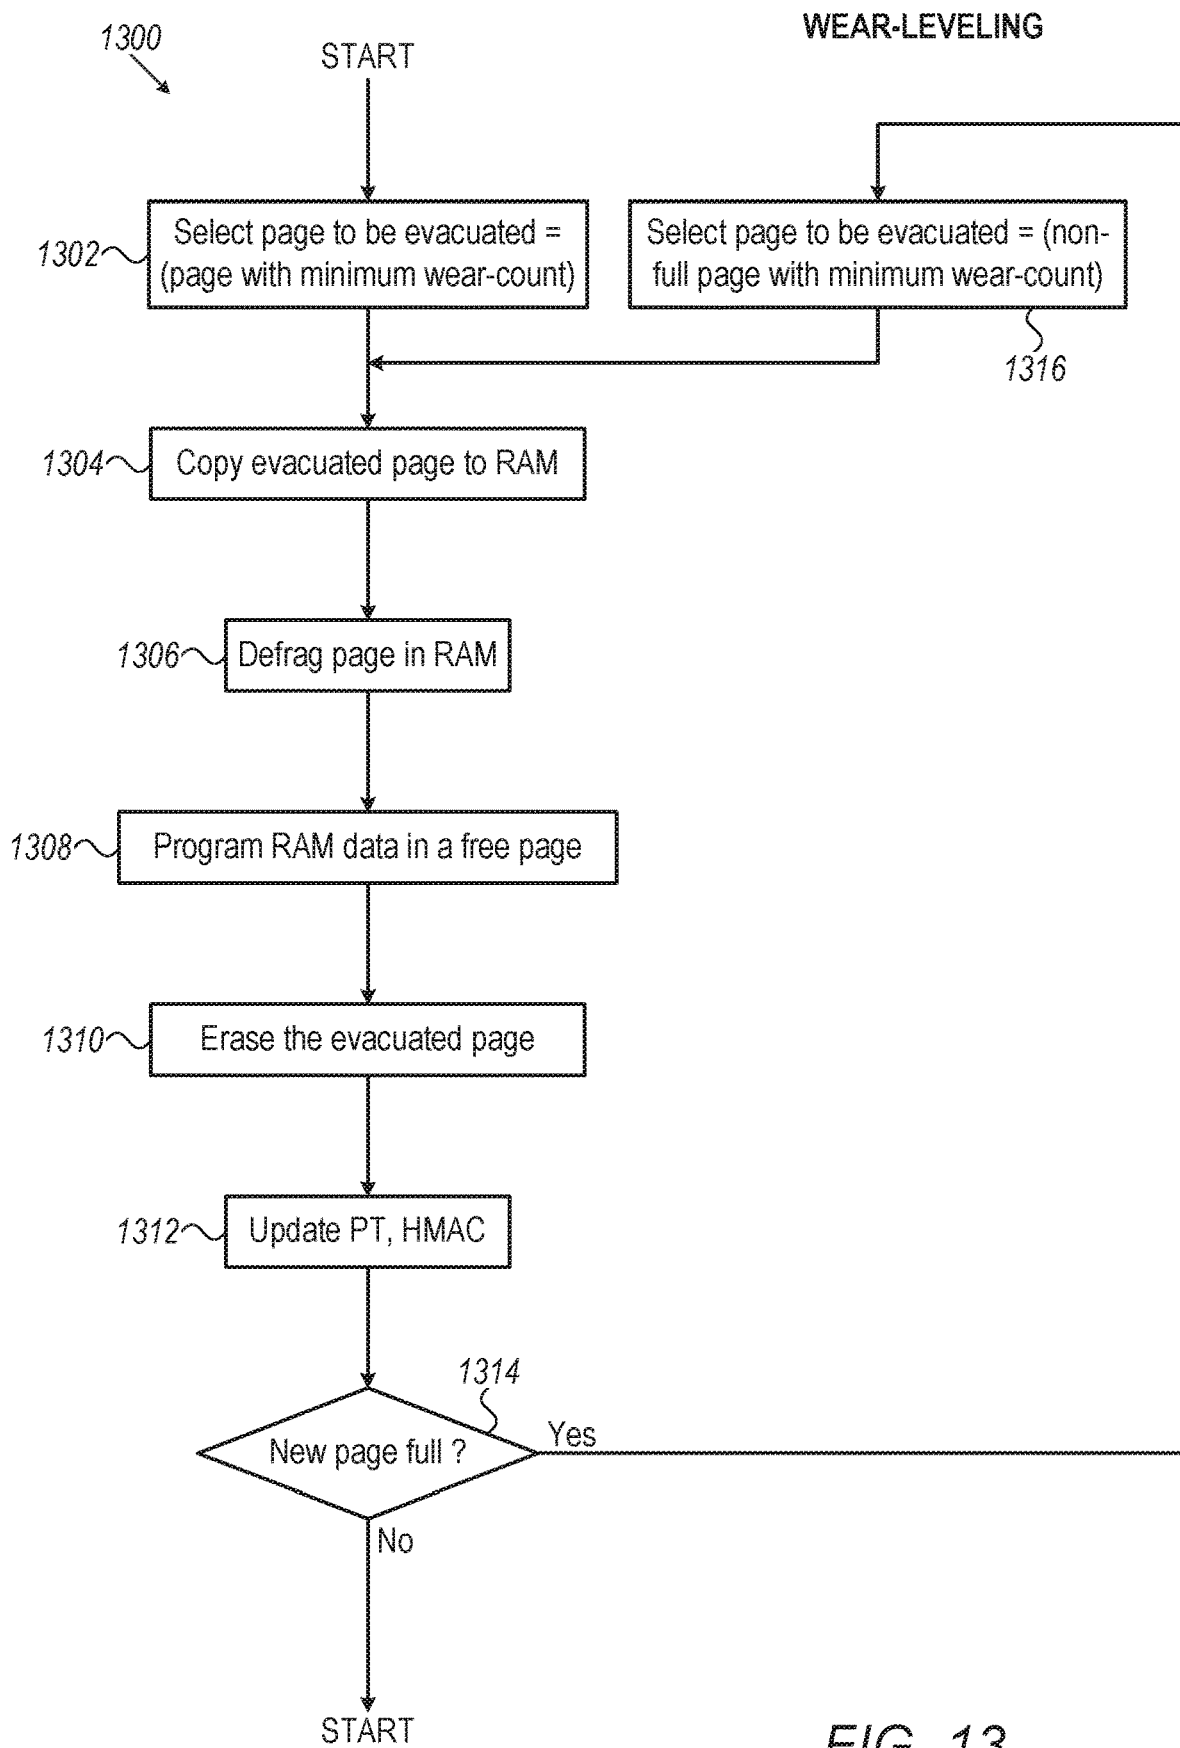 WEAR-LEVELING
1300
START
1302
Select page to be evacuated =
(page with minimum wear-count)
Select page to be evacuated = (non-
full page with minimum wear-count)
1316
1304
Copy evacuated page to RAM
1306
Defrag page in RAM
1308
Program RAM data in a free page
1310
Erase the evacuated page
1312
Update PT, HMAC
1314
New page full ?
Yes
No
START
FIG. 13